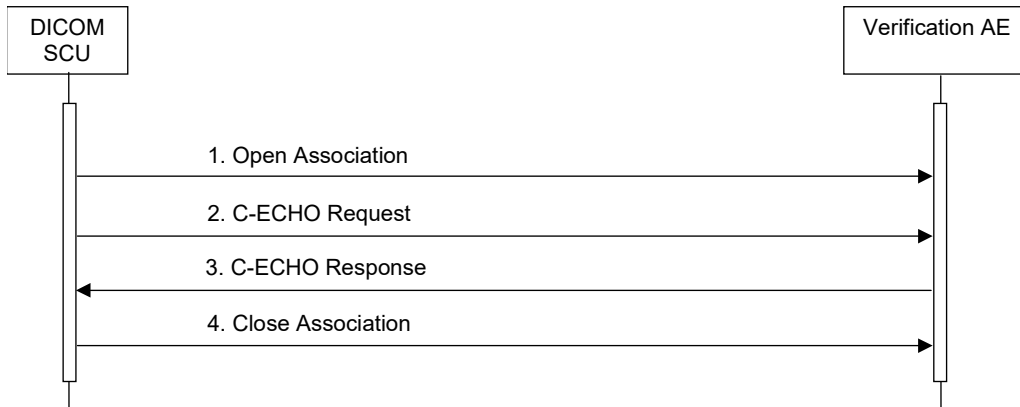 DICOM
SCU
Verification AE
1. Open Association
2. C-ECHO Request
3. C-ECHO Response
4. Close Association